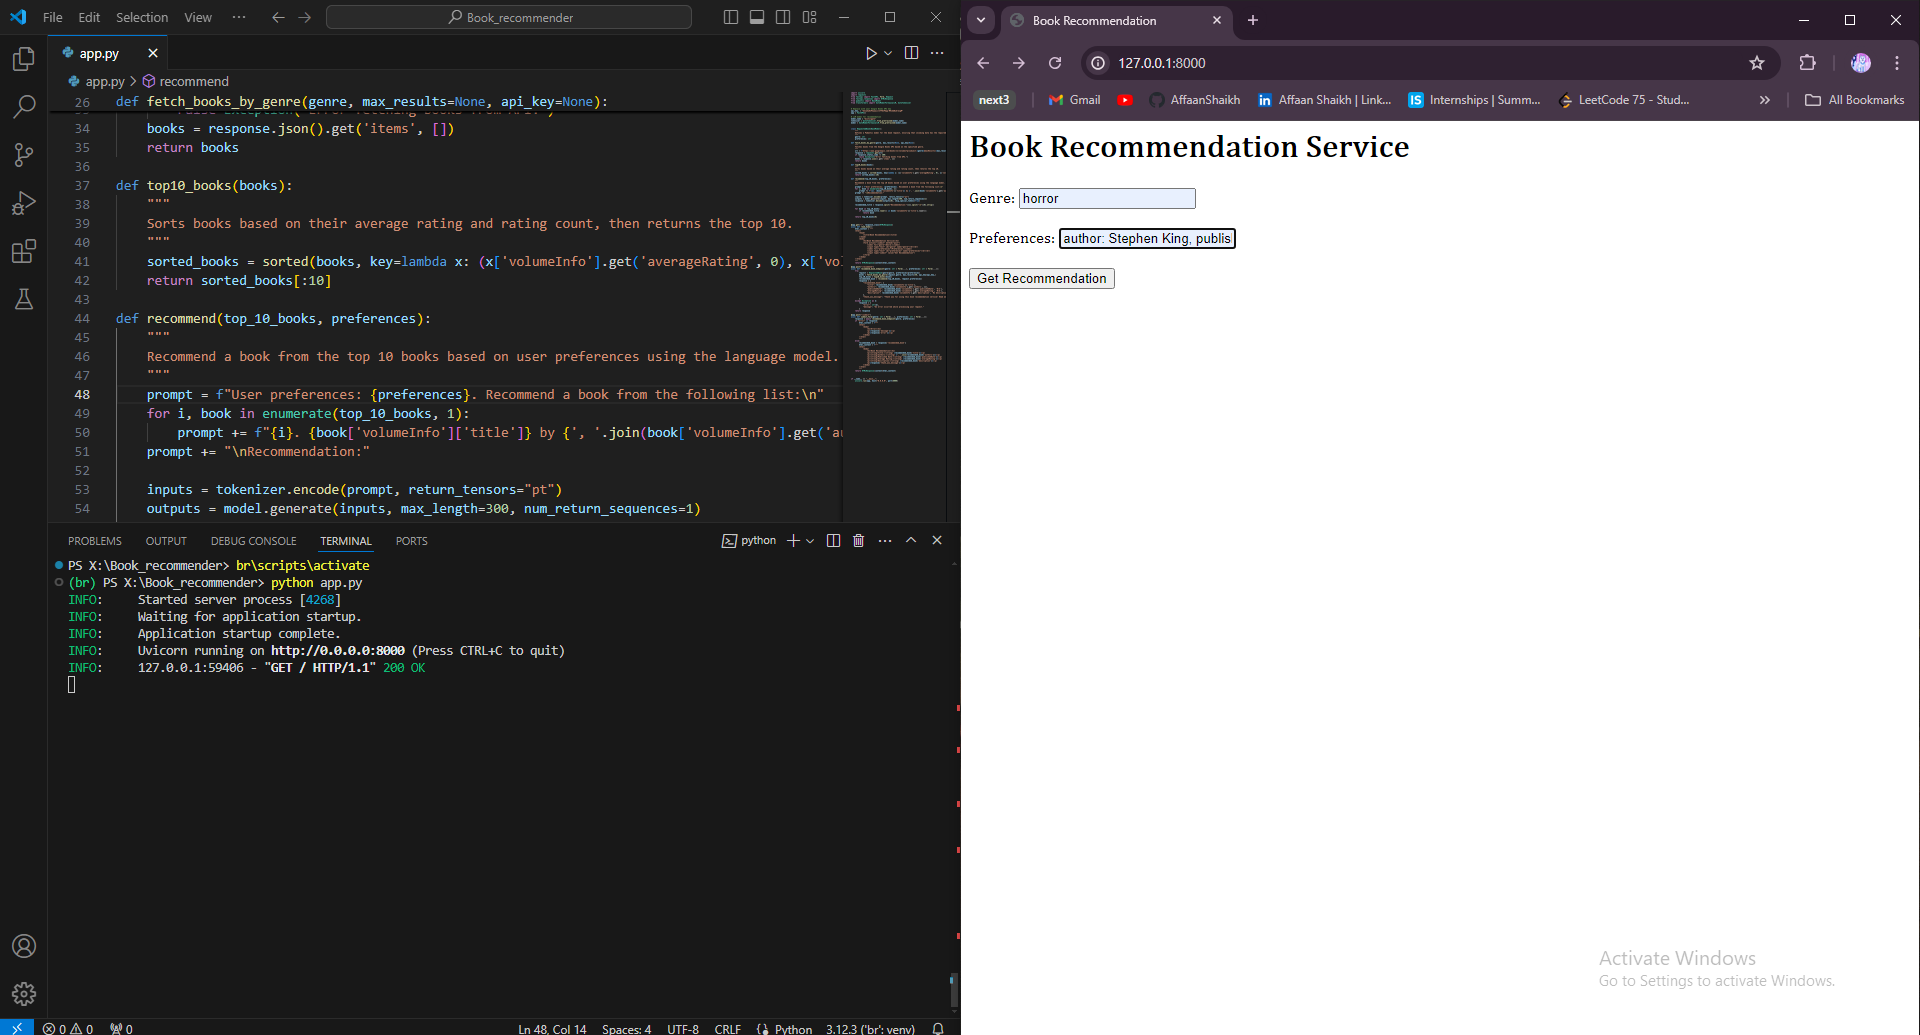 File Edit Selection ··· Book_recommender
app.py
app.py > recommend
26 def fetch_books_by_genre(genre, max_results=None, api_key=None):
34 books = response.json().get('items', [])
35 return books
36
37 def top10_books(books):
38 """
39 Sorts books based on their average rating and rating count, then returns the top 10.
40 """
41 sorted_books = sorted(books, key=lambda x: (x['volumeInfo'].get('averageRating', 0), x['vo
42 return sorted_books[:10]
43
44 def recommend(top_10_books, preferences):
45 """
46 Recommend a book from the top 10 books based on user preferences using the language model.
47 """
48 prompt = f"User preferences: {preferences}. Recommend a book from the following list:\n"
49 for i, book in enumerate(top_10_books, 1):
50 prompt += f"{i}. {book['volumeInfo']['title']} by {', '.join(book['volumeInfo'].get('au
51 prompt += "\nRecommendation:"
52
53 inputs = tokenizer.encode(prompt, return_tensors="pt")
54 outputs = model.generate(inputs, max_length=300, num_return_sequences=1)
PROBLEMS OUTPUT DEBUG CONSOLE TERMINAL PORTS python
PS X:\Book_recommender> br\scripts\activate
(br) PS X:\Book_recommender> python app.py
INFO: Started server process [4268]
INFO: Waiting for application startup.
INFO: Application startup complete.
INFO: Uvicorn running on http://0.0.0.0:8000 (Press CTRL+C to quit)
INFO: 127.0.0.1:59406 - "GET / HTTP/1.1" 200 OK
0 0 0 Ln 48, Col 14 Spaces: 4 UTF-8 CRLF Python 3.12.3 ('br': venv)
Book Recommendation
127.0.0.1:8000
next3 Gmail AffaanShaikh Affaan Shaikh | Link... Internships | Summ... LeetCode 75 - Stud... All Bookmarks
Book Recommendation Service
Genre: horror
Preferences: author: Stephen King, publis
Get Recommendation
Activate Windows
Go to Settings to activate Windows.